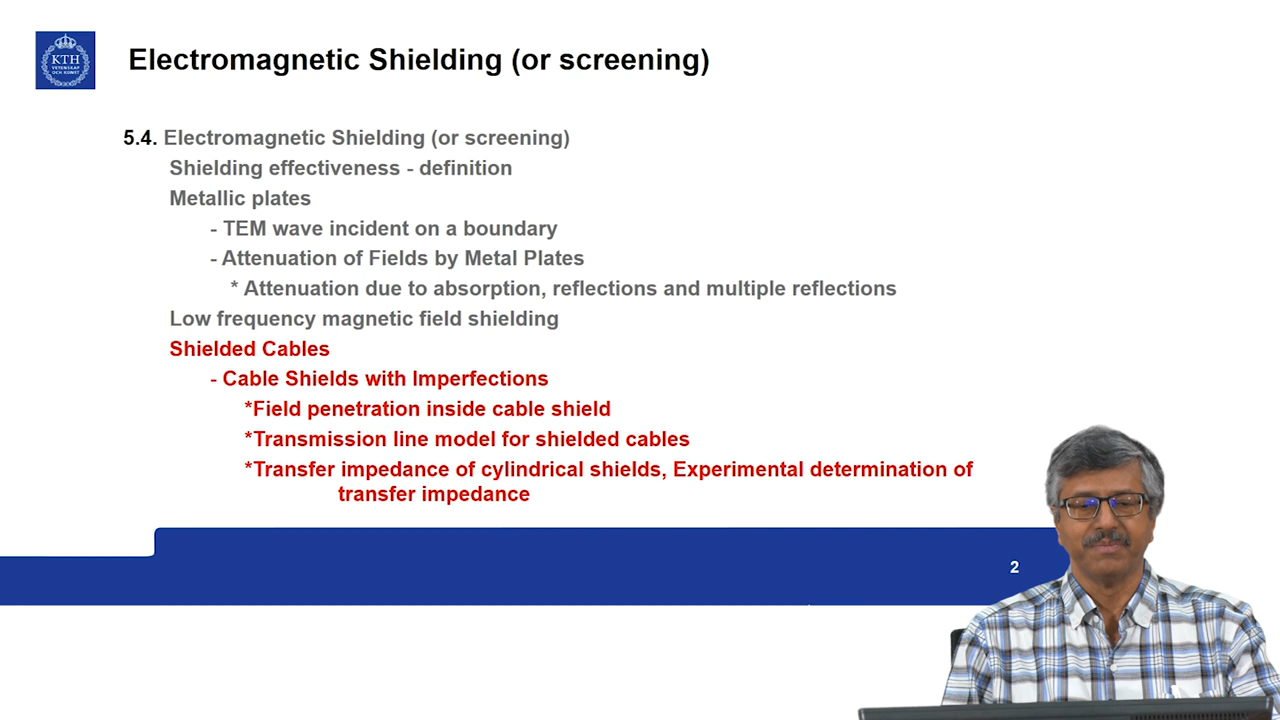 KTH
VETENSKAP
OCH KONST
Electromagnetic Shielding (or screening)
5.4. Electromagnetic Shielding (or screening)
Shielding effectiveness - definition
Metallic plates
- TEM wave incident on a boundary
- Attenuation of Fields by Metal Plates
* Attenuation due to absorption, reflections and multiple reflections
Low frequency magnetic field shielding
Shielded Cables
- Cable Shields with Imperfections
*Field penetration inside cable shield
*Transmission line model for shielded cables
*Transfer impedance of cylindrical shields, Experimental determination of
transfer impedance
2